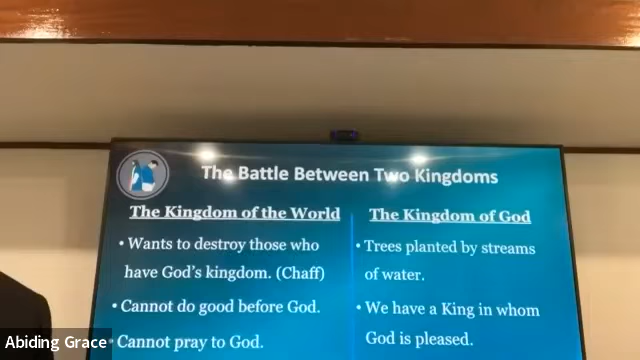 The Battle Between Two Kingdoms
The Kingdom of the World
• Wants to destroy those who
have God's kingdom. (Chaff)
• Cannot do good before God.
• Cannot pray to God.
The Kingdom of God
• Trees planted by streams
of water.
• We have a King in whom
God is pleased.
Abiding Grace